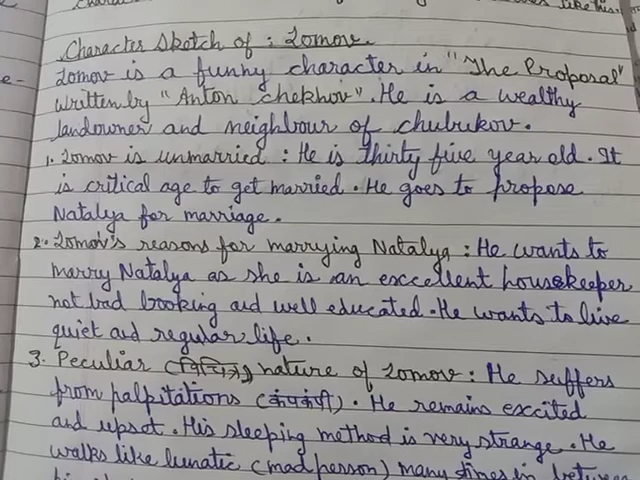 Character Sketch of : Lomov.
Lomov is a funny character in "The Proposal"
written by "Anton Chekhov". He is a wealthy
landowner and neighbour of chubukov.
1. Lomov is unmarried : He is thirty five year old. It
is critical age to get married. He goes to propose
Natalya for marriage.
2. Lomov's reasons for marrying Natalya : He wants to
marry Natalya as she is an excellent housekeeper
not bad looking and well educated. He wants to live
quiet and regular life.
3. Peculiar (विचित्र) nature of Lomov : He suffers
from palpitations (कंपकंपी). He remains excited
and upset. His sleeping method is very strange. He
walks like lunatic (mad person) many times in between